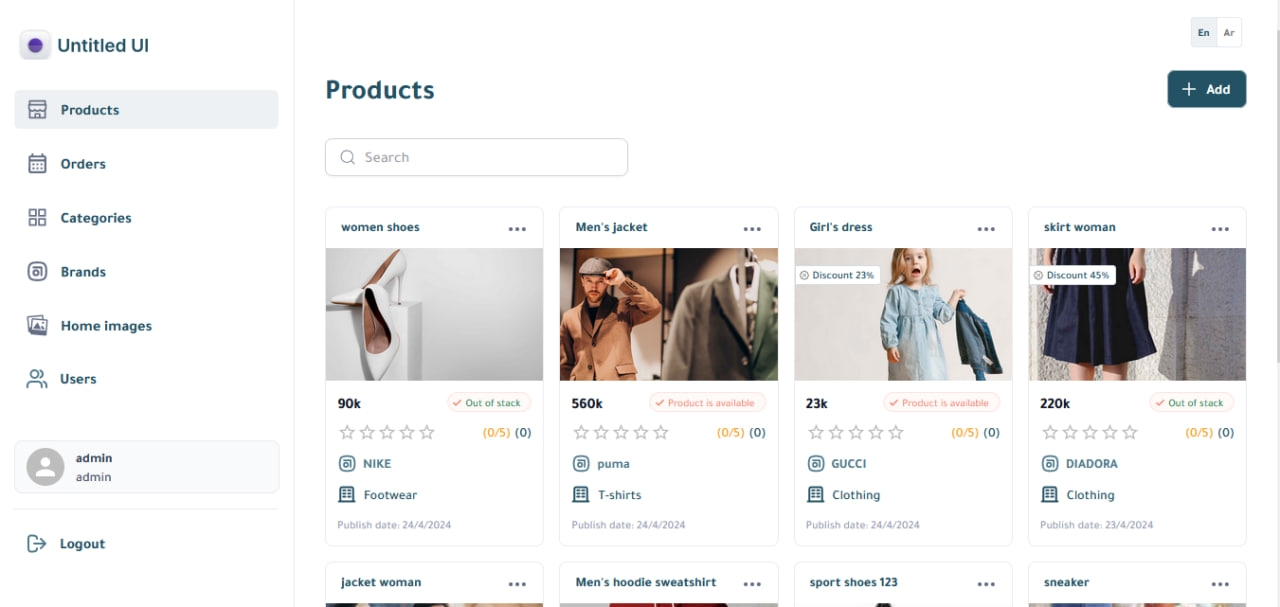 Untitled UI
Products
Orders
Categories
Brands
Home images
Users
admin
admin
Logout
En Ar
Products
Add
Search
women shoes
90k
Out of stack
(0/5) (0)
NIKE
Footwear
Publish date: 24/4/2024
Men's jacket
560k
Product is available
(0/5) (0)
puma
T-shirts
Publish date: 24/4/2024
Girl's dress
Discount 23%
23k
Product is available
(0/5) (0)
GUCCI
Clothing
Publish date: 24/4/2024
skirt woman
Discount 45%
220k
Out of stack
(0/5) (0)
DIADORA
Clothing
Publish date: 23/4/2024
jacket woman
Men's hoodie sweatshirt
sport shoes 123
sneaker